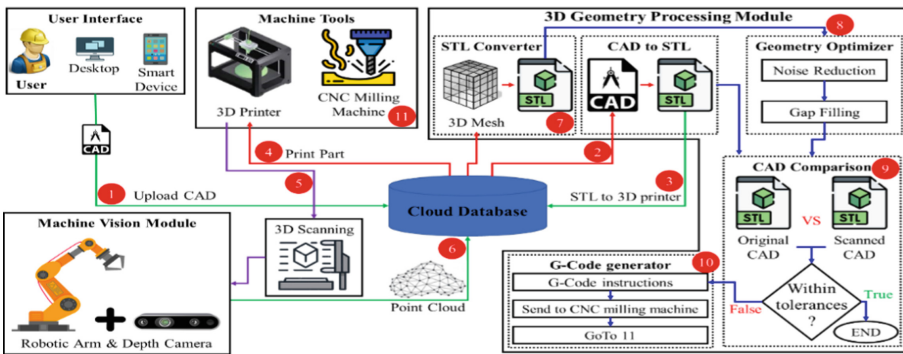 User Interface
User
Desktop
Smart
Device
CAD
1
Upload CAD
Machine Tools
3D Printer
CNC Milling
Machine
11
4
Print Part
5
3D Scanning
Machine Vision Module
Robotic Arm & Depth Camera
Cloud Database
6
Point Cloud
3D Geometry Processing Module
STL Converter
3D Mesh
STL
7
CAD to STL
CAD
STL
2
3
STL to 3D printer
8
Geometry Optimizer
Noise Reduction
Gap Filling
CAD Comparison
9
STL
VS
STL
Original
CAD
Scanned
CAD
Within
tolerances
?
True
False
END
10
G-Code generator
G-Code instructions
Send to CNC milling machine
GoTo 11